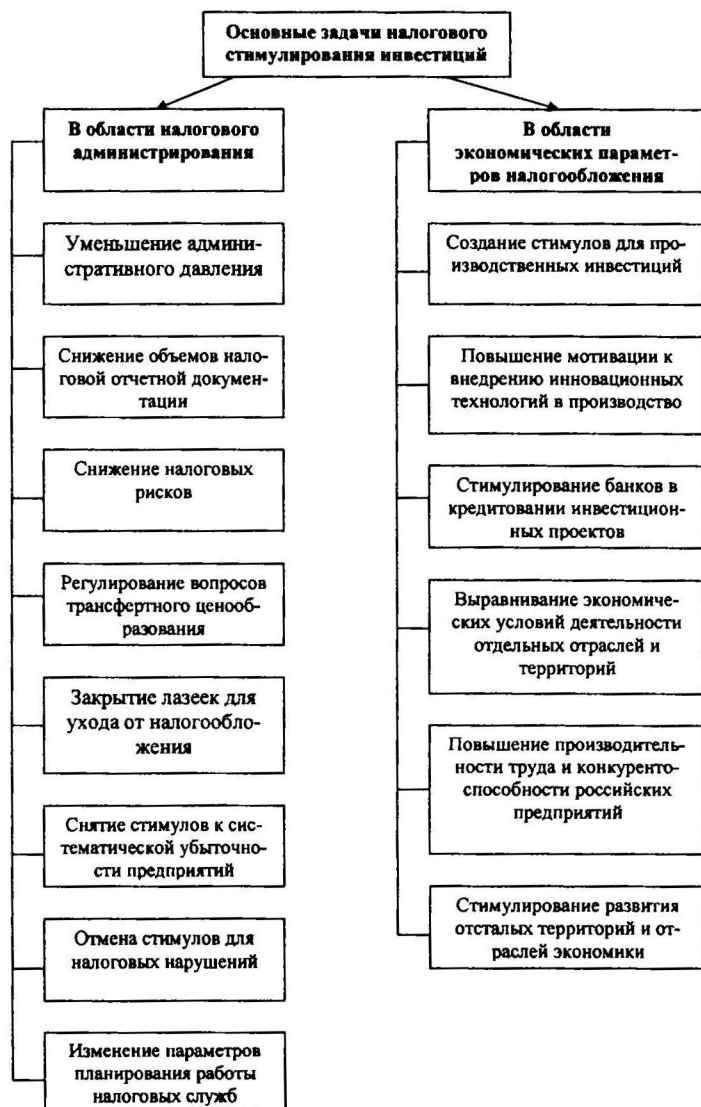 Основные задачи налогового
стимулирования инвестиций
В области налогового
администрирования
Уменьшение админи-
стративного давления
Снижение объемов нало-
говой отчетной докумен-
тации
Снижение налоговых
рисков
Регулирование вопросов
трансфертного ценооб-
разования
Закрытие лазеек для
ухода от налогообло-
жения
Снятие стимулов к сис-
тематической убыточно-
сти предприятий
Отмена стимулов для
налоговых нарушений
Изменение параметров
планирования работы
налоговых служб
В области
экономических парамет-
ров налогообложения
Создание стимулов для про-
изводственных инвестиций
Повышение мотивации к
внедрению инновационных
технологий в производство
Стимулирование банков в
кредитовании инвестицион-
ных проектов
Выравнивание экономиче-
ских условий деятельности
отдельных отраслей и
территорий
Повышение производитель-
ности труда и конкуренто-
способности российских
предприятий
Стимулирование развития
отсталых территорий и от-
раслей экономики